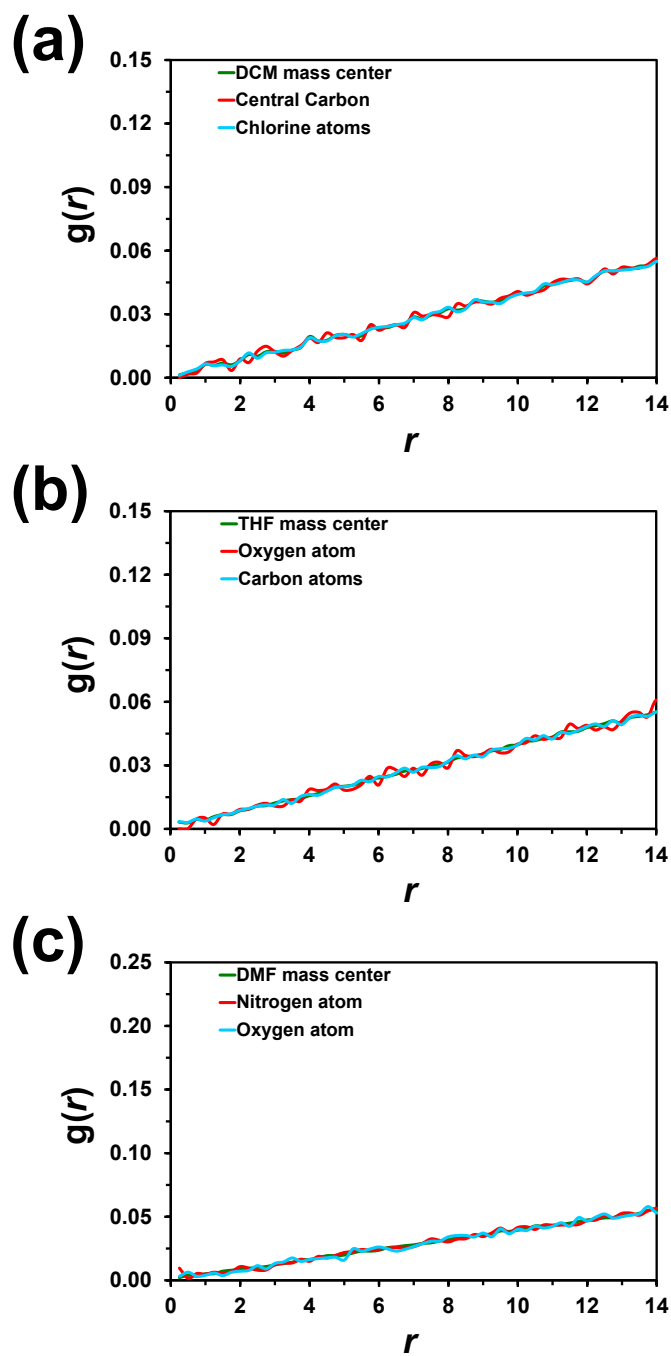 (a)
0.15
0.12
0.09
0.06
0.03
0.00
g(r)
DCM mass center
Central Carbon
Chlorine atoms
0 2 4 6 8 10 12 14
r
(b)
0.15
0.12
0.09
0.06
0.03
0.00
g(r)
THF mass center
Oxygen atom
Carbon atoms
0 2 4 6 8 10 12 14
r
(c)
0.25
0.20
0.15
0.10
0.05
0.00
g(r)
DMF mass center
Nitrogen atom
Oxygen atom
0 2 4 6 8 10 12 14
r